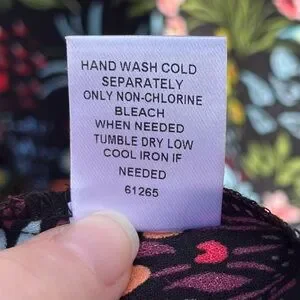 HAND WASH COLD
SEPARATELY
ONLY NON-CHLORINE
BLEACH
WHEN NEEDED
TUMBLE DRY LOW
COOL IRON IF
NEEDED
61265